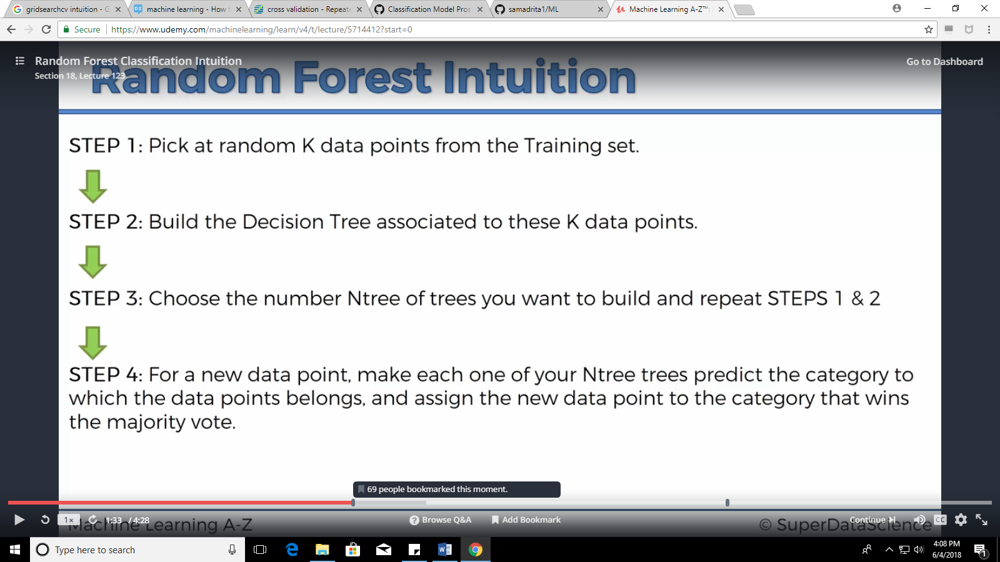 gridsearchcv intuition - G
machine learning - How t
cross validation - Repeate
Classification Model Pros
samadrita1/ML
Machine Learning A-Z™:
Secure
https://www.udemy.com/machinelearning/learn/v4/t/lecture/5714412?start=0
Random Forest Classification Intuition
Go to Dashboard
Section 18, Lecture 123
Random Forest Intuition
STEP 1: Pick at random K data points from the Training set.
STEP 2: Build the Decision Tree associated to these K data points.
STEP 3: Choose the number Ntree of trees you want to build and repeat STEPS 1 & 2
STEP 4: For a new data point, make each one of your Ntree trees predict the category to
which the data points belongs, and assign the new data point to the category that wins
the majority vote.
69 people bookmarked this moment.
1x
1:33 / 4:28
Browse Q&A
Add Bookmark
Continue
CC
Machine Learning A-Z
© SuperDataScience
Type here to search
4:08 PM
6/4/2018
1